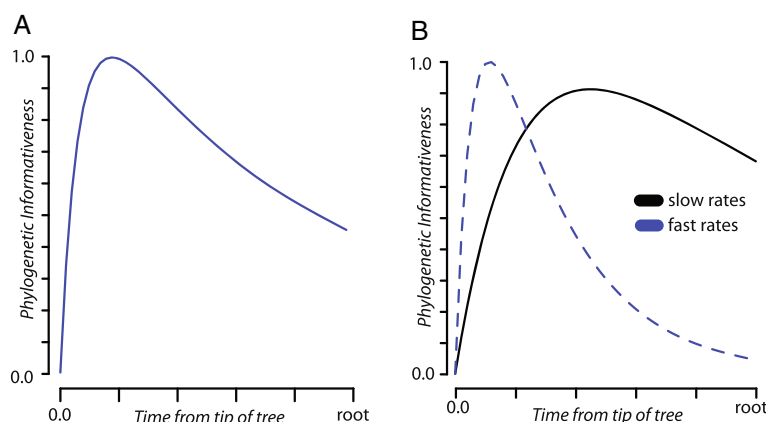 A
1.0
Phylogenetic Informativeness
0.0
0.0
Time from tip of tree
root
B
1.0
Phylogenetic Informativeness
slow rates
fast rates
0.0
0.0
Time from tip of tree
root